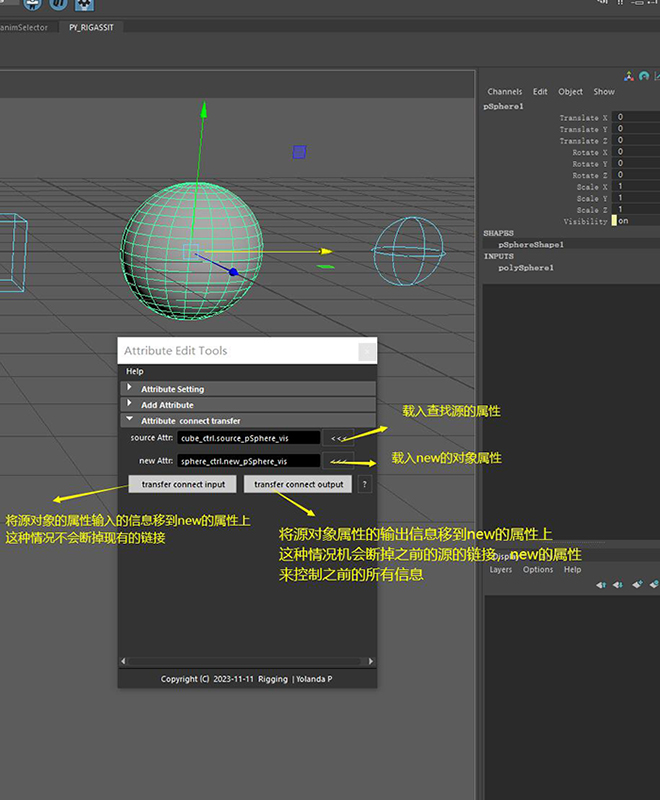 animSelector
PY_RIGASSIT
Channels Edit Object Show
pSphere1
Translate X 0
Translate Y 0
Translate Z 0
Rotate X 0
Rotate Y 0
Rotate Z 0
Scale X 1
Scale Y 1
Scale Z 1
Visibility on
SHAPES
pSphereShape1
INPUTS
polySphere1
Attribute Edit Tools
Help
Attribute Setting
Add Attribute
Attribute connect transfer
source Attr: cube_ctrl.source_pSphere_vis <<<
new Attr: sphere_ctrl.new_pSphere_vis <<<
transfer connect input transfer connect output ?
载入查找源的属性
载入new的对象属性
将源对象的属性输入的信息移到new的属性上
这种情况不会断掉现有的链接
将源对象属性的输出信息移到new的属性上
这种情况机会断掉之前的源的链接，new的属性
来控制之前的所有信息
Display
Layers Options Help
Copyright (C) 2023-11-11 Rigging | Yolanda P